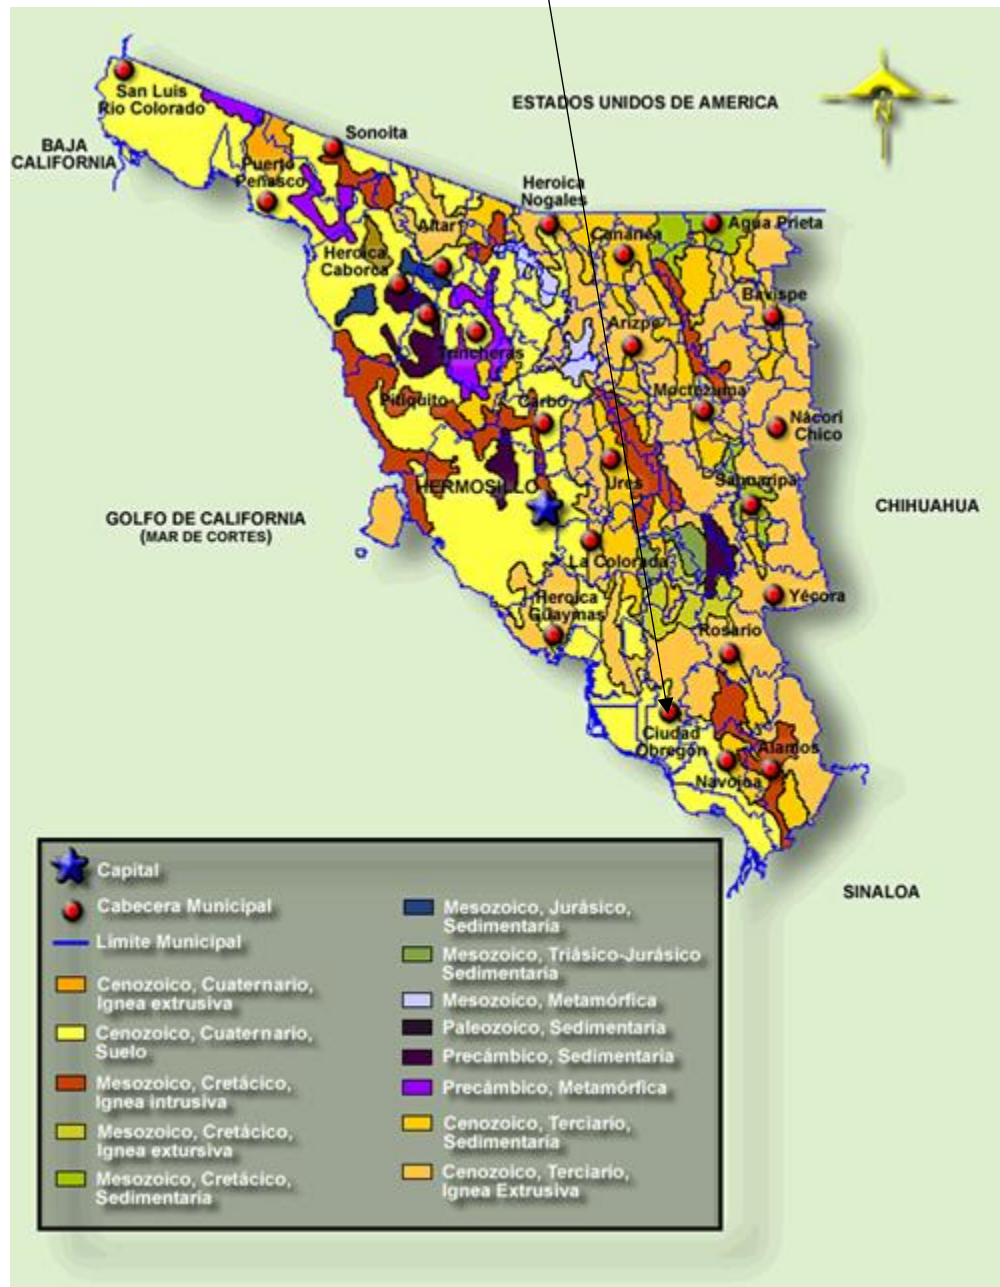 ESTADOS UNIDOS DE AMERICA
N
San Luis
Rio Colorado
BAJA
CALIFORNIA
Sonoita
Puerto
Peñasco
Heroica
Nogales
Altar
Cananea
Agua Prieta
Heroica
Caborca
Bavispe
Arizpe
Trincheras
Moctezuma
Pitiquito
Carbó
Nácori
Chico
HERMOSILLO
Ures
Sahuaripa
CHIHUAHUA
GOLFO DE CALIFORNIA
(MAR DE CORTES)
La Colorada
Heroica
Guaymas
Yécora
Rosario
Ciudad
Obregón
Alamos
Navojoa
SINALOA
Capital
Cabecera Municipal
Límite Municipal
Cenozoico, Cuaternario,
Ignea extrusiva
Cenozoico, Cuaternario,
Suelo
Mesozoico, Cretácico,
Ignea intrusiva
Mesozoico, Cretácico,
Ignea extursiva
Mesozoico, Cretácico,
Sedimentaria
Mesozoico, Jurásico,
Sedimentaria
Mesozoico, Triásico-Jurásico
Sedimentaria
Mesozoico, Metamórfica
Paleozoico, Sedimentaria
Precámbico, Sedimentaria
Precámbico, Metamórfica
Cenozoico, Terciario,
Sedimentaria
Cenozoico, Terciario,
Ignea Extrusiva